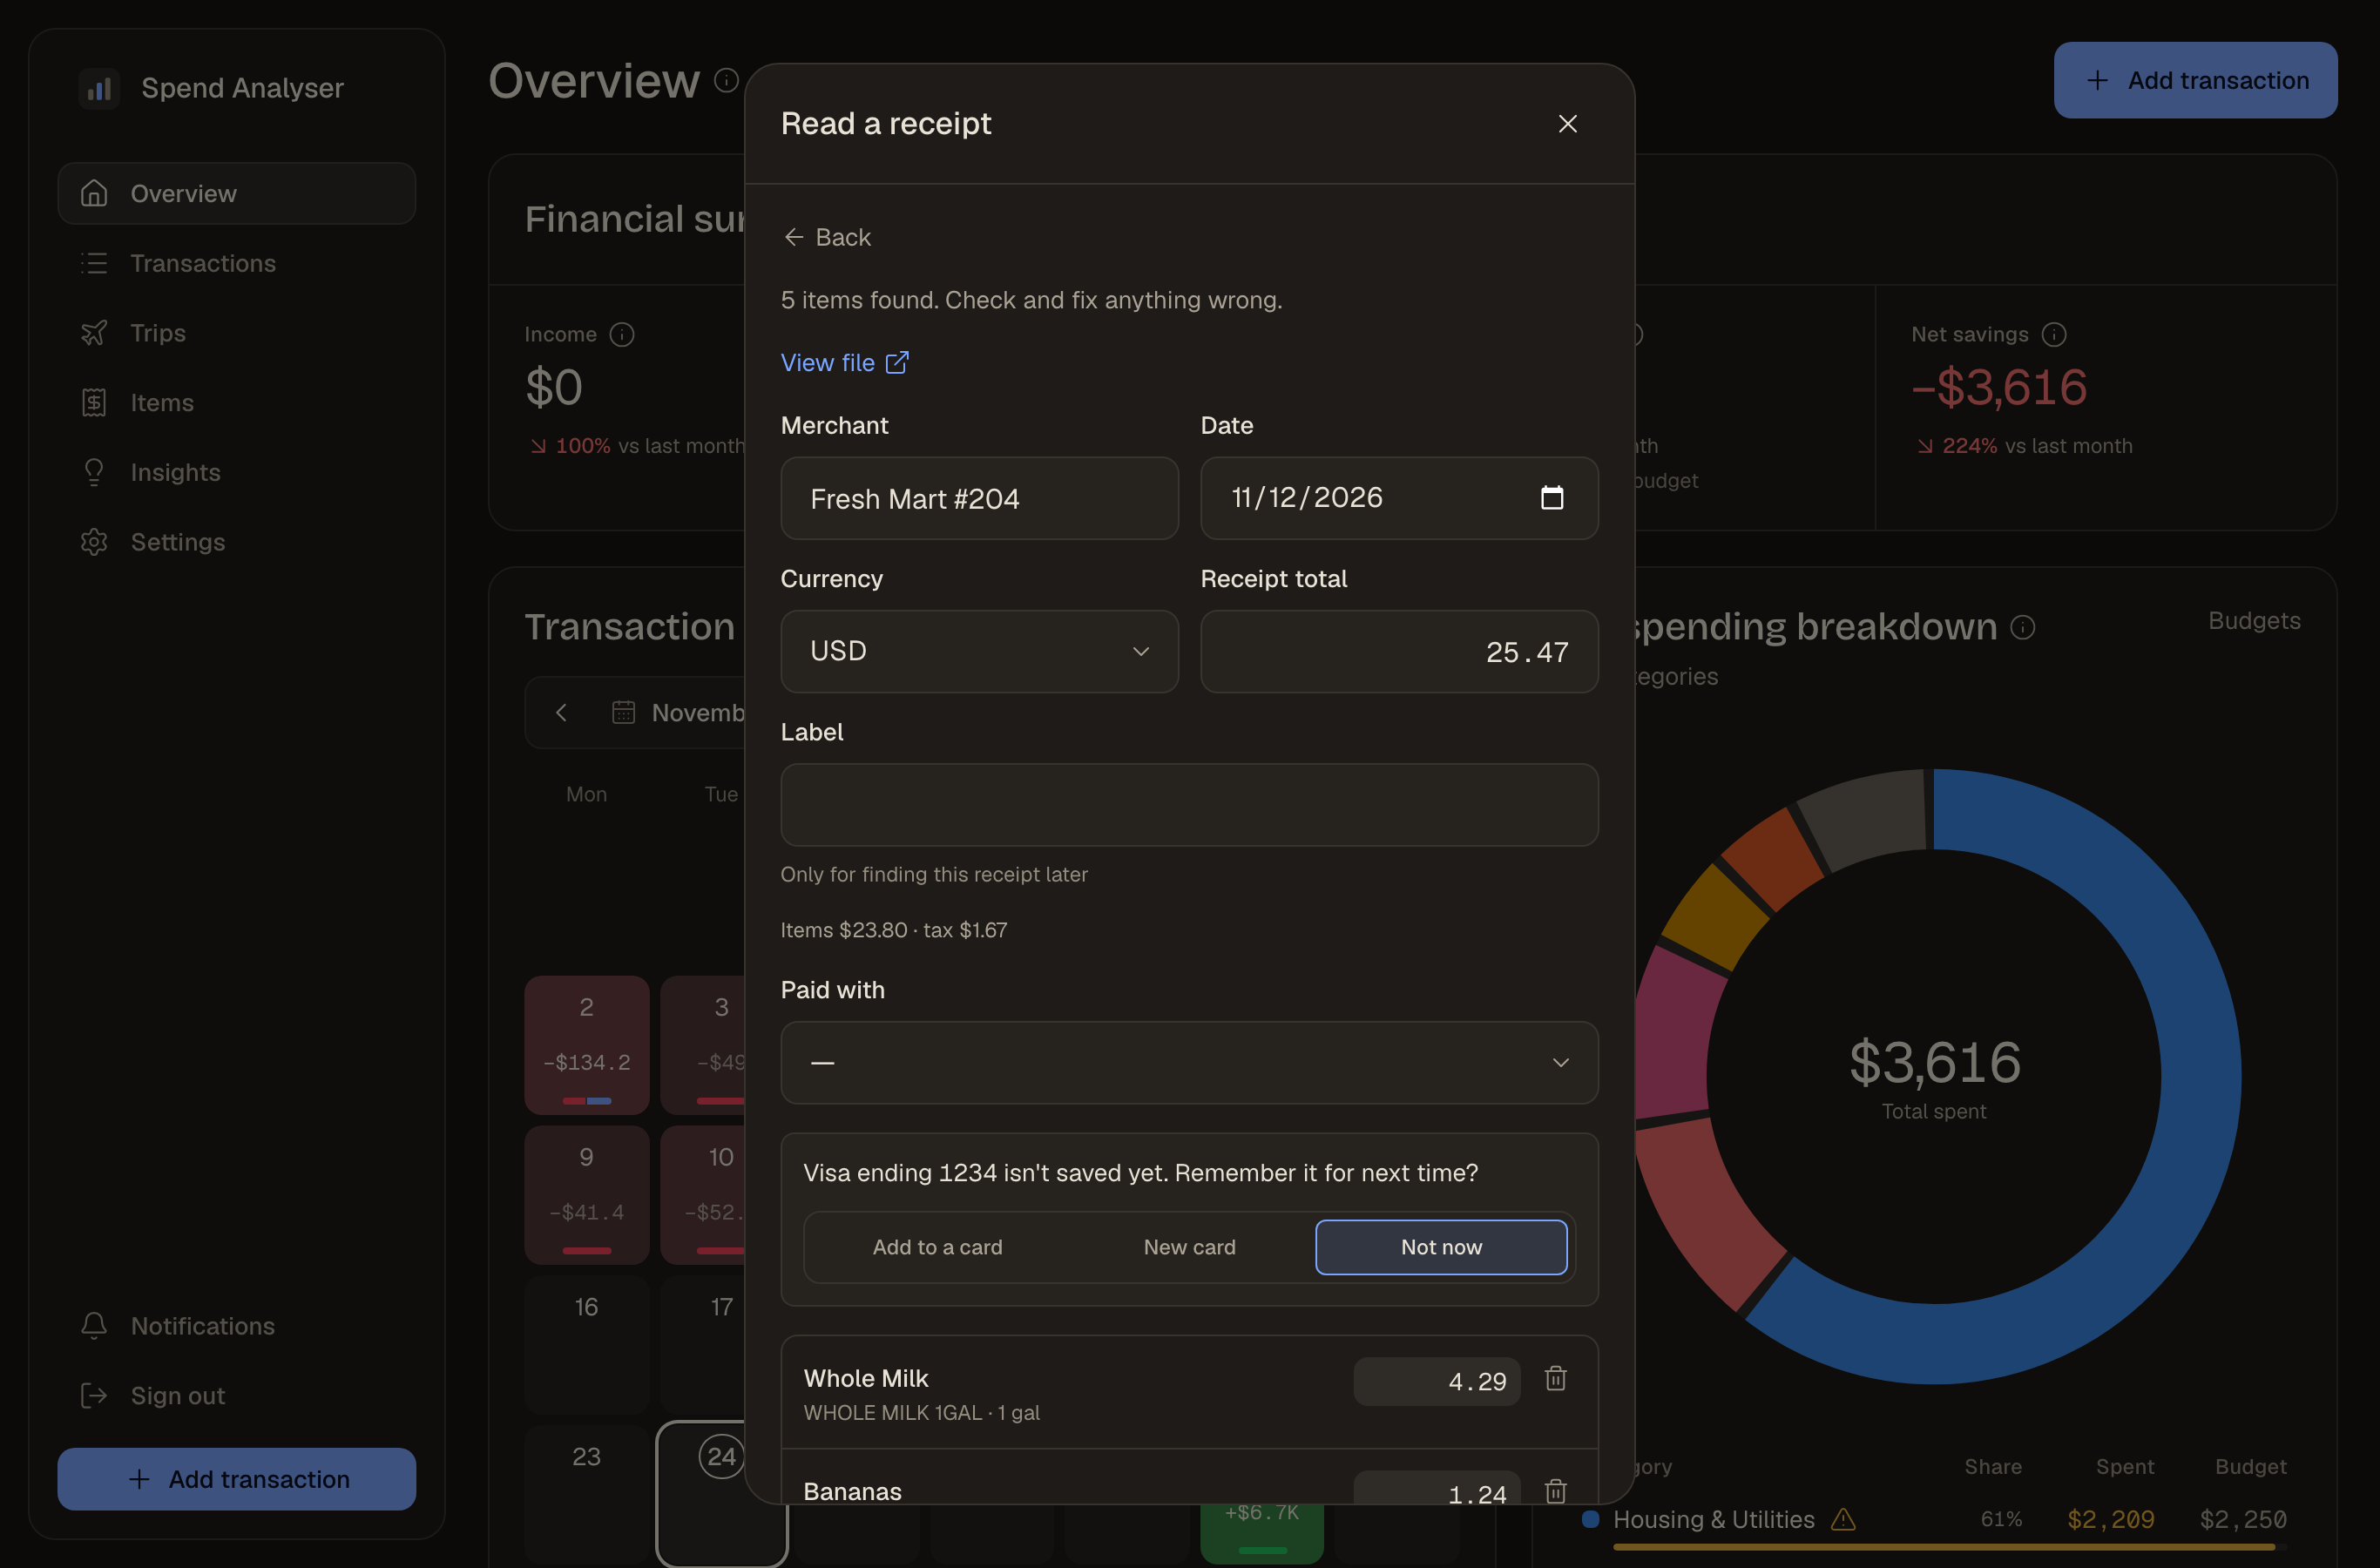 Spend Analyser
Overview
Transactions
Trips
Items
Insights
Settings
Notifications
Sign out
Add transaction
Overview
Add transaction
Financial
Income
$0
100% vs last month
Net savings
−$3,616
224% vs last month
budget
Transaction
Mon Tue
2 3
−$134.2
9 10
−$41.4
16 17
23 24
+$6.7K
spending breakdown
Budgets
$3,616
Total spent
Share Spent Budget
Housing & Utilities 61% $2,209 $2,250
Read a receipt
Back
5 items found. Check and fix anything wrong.
View file
Merchant Date
Fresh Mart #204 11/12/2026
Currency Receipt total
USD 25.47
Label
Only for finding this receipt later
Items $23.80 · tax $1.67
Paid with
—
Visa ending 1234 isn't saved yet. Remember it for next time?
Add to a card New card Not now
Whole Milk 4.29
WHOLE MILK 1GAL · 1 gal
Bananas 1.24